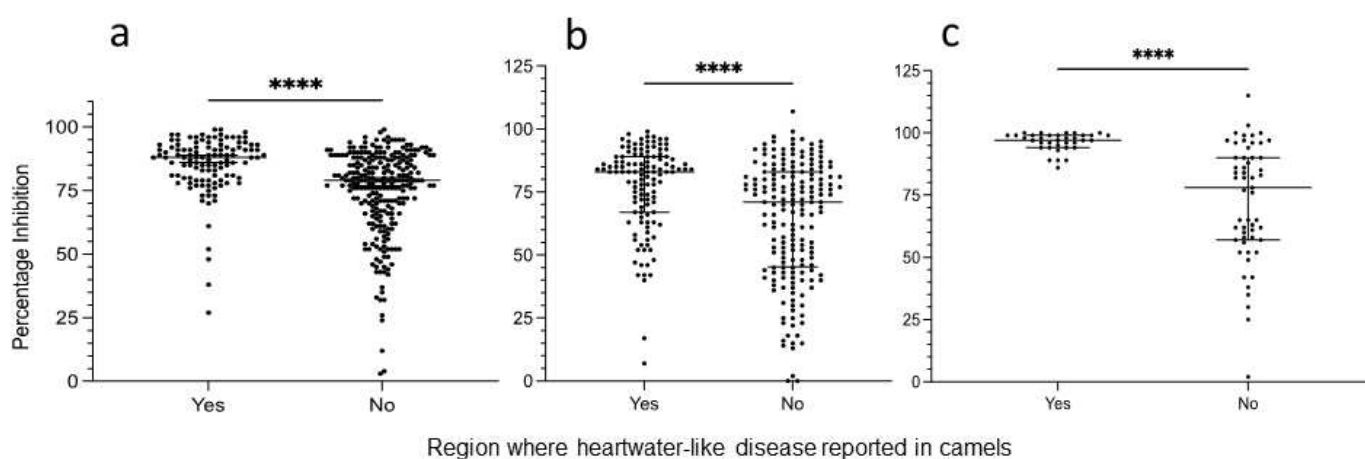 a
b
c
****
****
****
Percentage Inhibition
100
75
50
25
0
Yes
No
125
100
75
50
25
0
Yes
No
125
100
75
50
25
0
Yes
No
Region where heartwater-like disease reported in camels